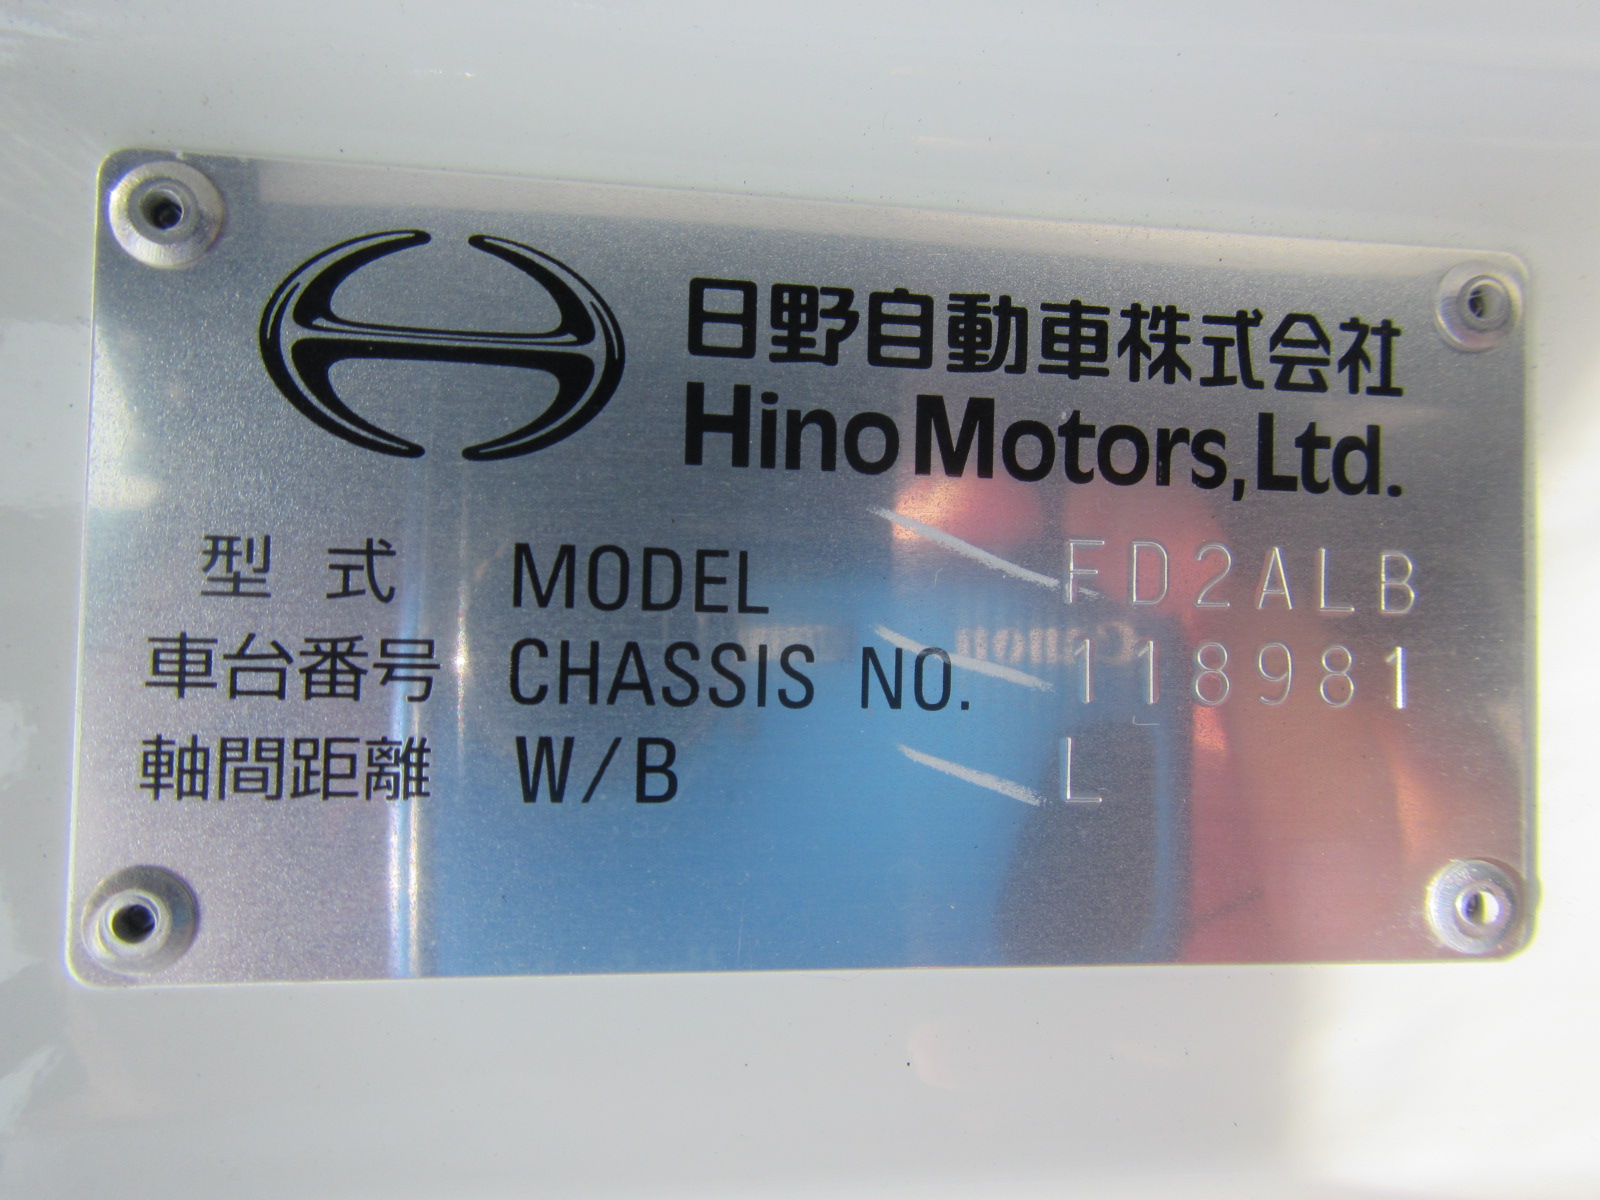 日野自動車株式会社
Hino Motors, Ltd.
型 式 MODEL FD2ALB
車台番号 CHASSIS NO. 118981
軸間距離 W/B L